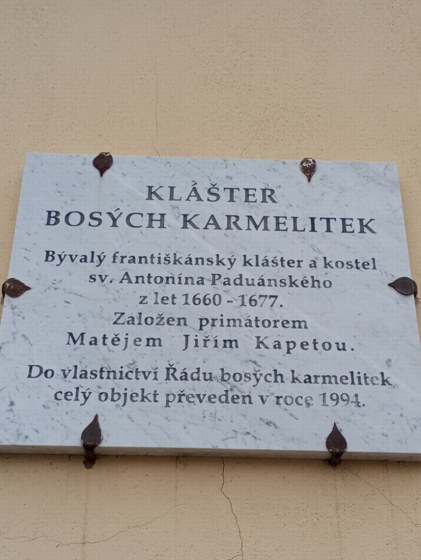 KLÁŠTER
BOSÝCH KARMELITEK
Bývalý františkánský klášter a kostel
sv. Antonína Paduánského
z let 1660 - 1677.
Založen primátorem
Matějem Jiřím Kapetou.
Do vlastnictví Řádu bosých karmelitek
celý objekt převeden v roce 1994.